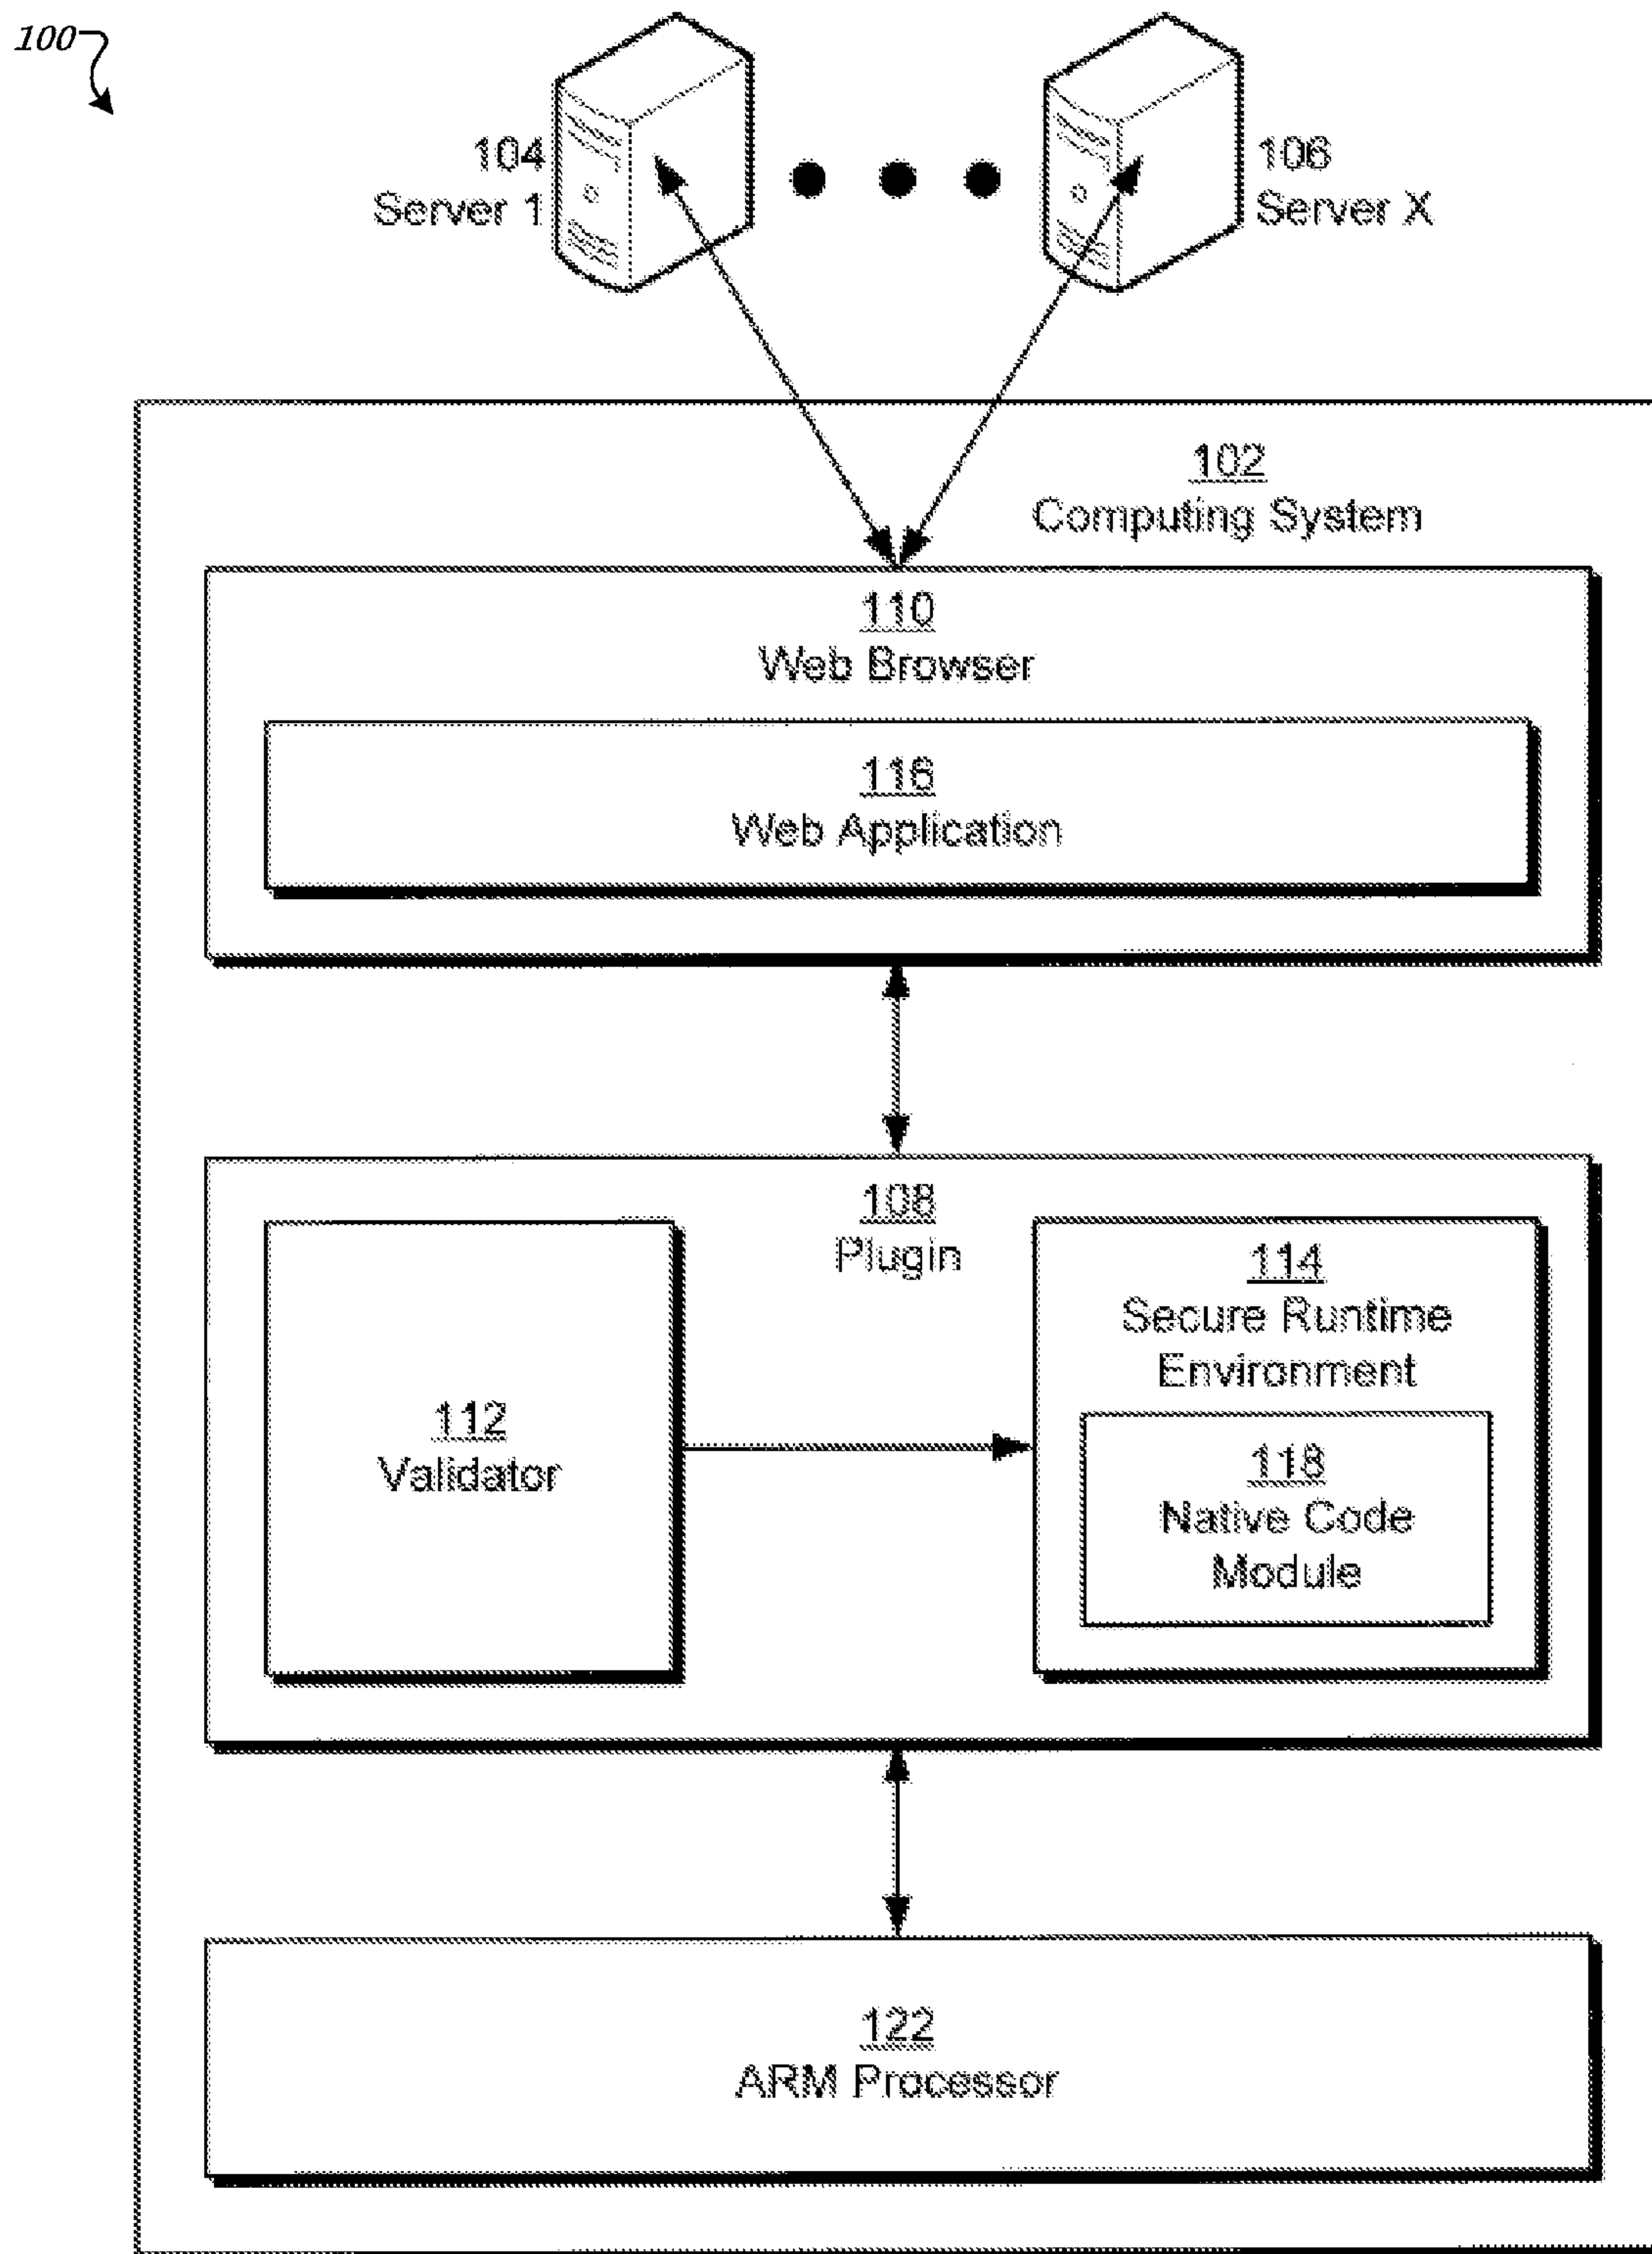 100
104
Server 1
106
Server X
102
Computing System
110
Web Browser
116
Web Application
108
Plugin
112
Validator
114
Secure Runtime
Environment
118
Native Code
Module
122
ARM Processor